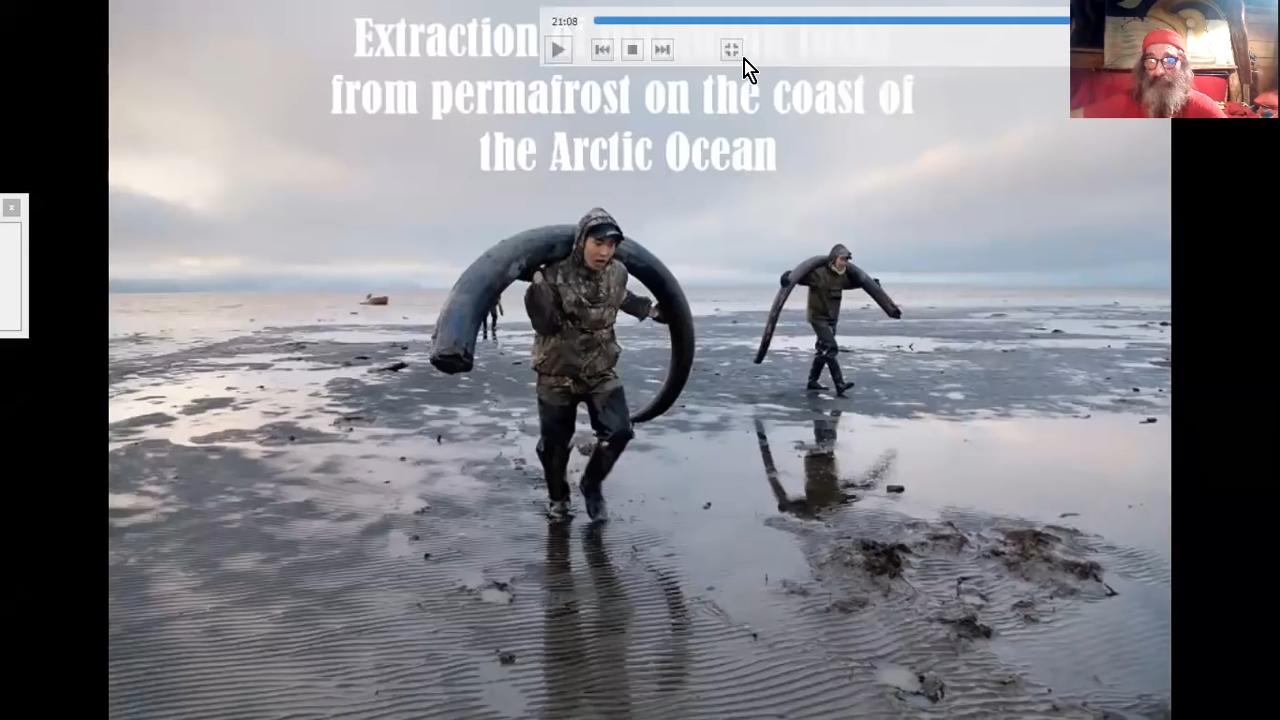 21:08
Extraction
from permafrost on the coast of
the Arctic Ocean